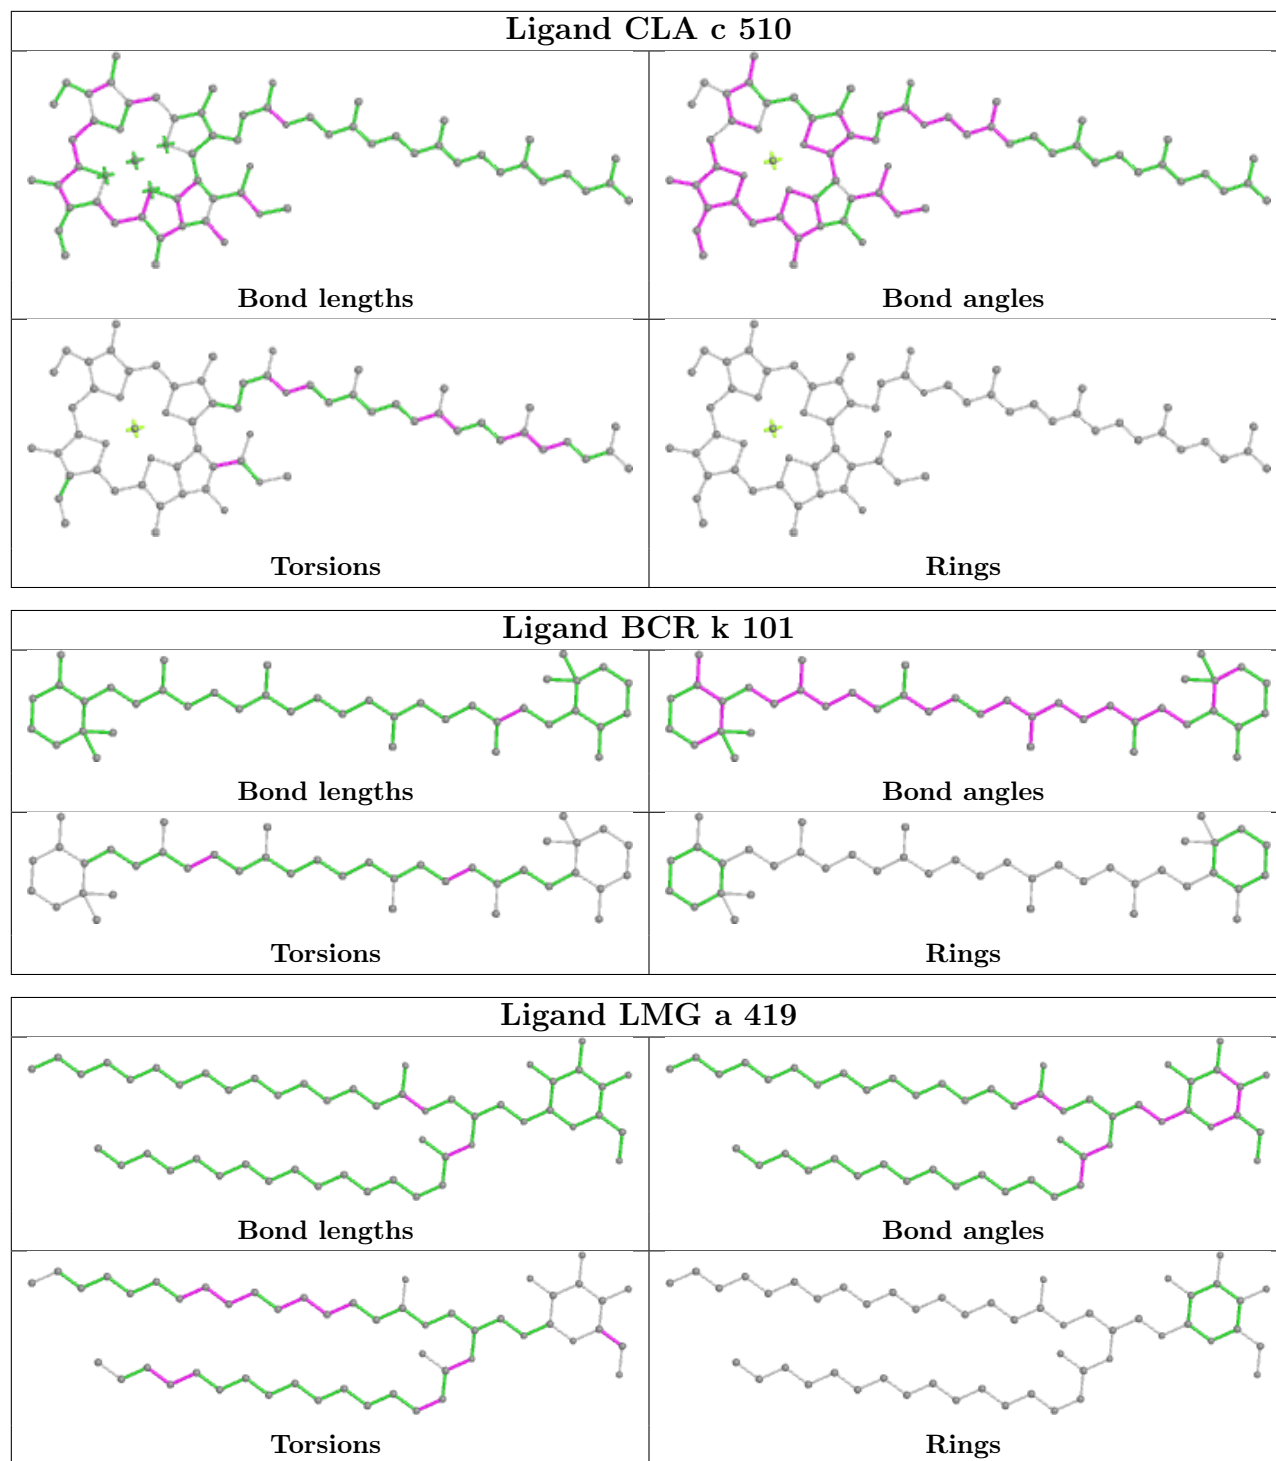 Ligand CLA c 510
Bond lengths
Bond angles
Torsions
Rings
Ligand BCR k 101
Bond lengths
Bond angles
Torsions
Rings
Ligand LMG a 419
Bond lengths
Bond angles
Torsions
Rings